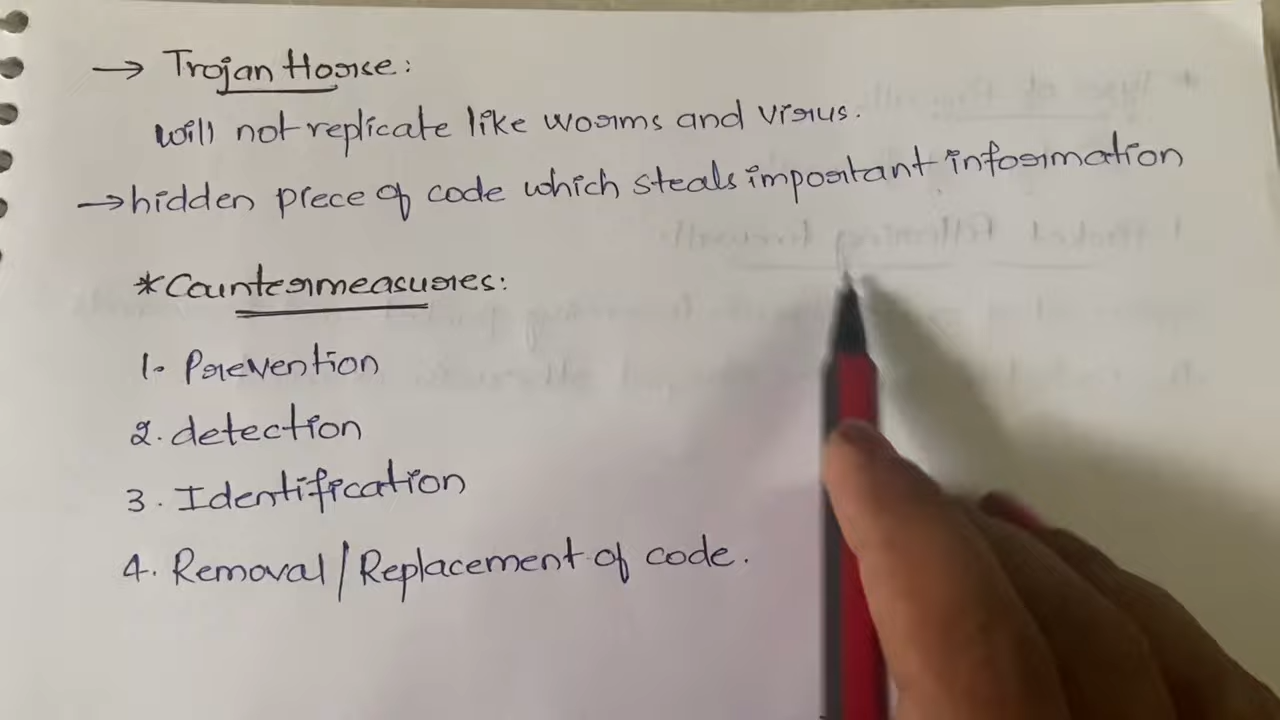 → Trojan Horse:
will not replicate like worms and virus.
→ hidden piece of code which steals important information
* Countermeasures:
1. Prevention
2. detection
3. Identification
4. Removal/Replacement of code.